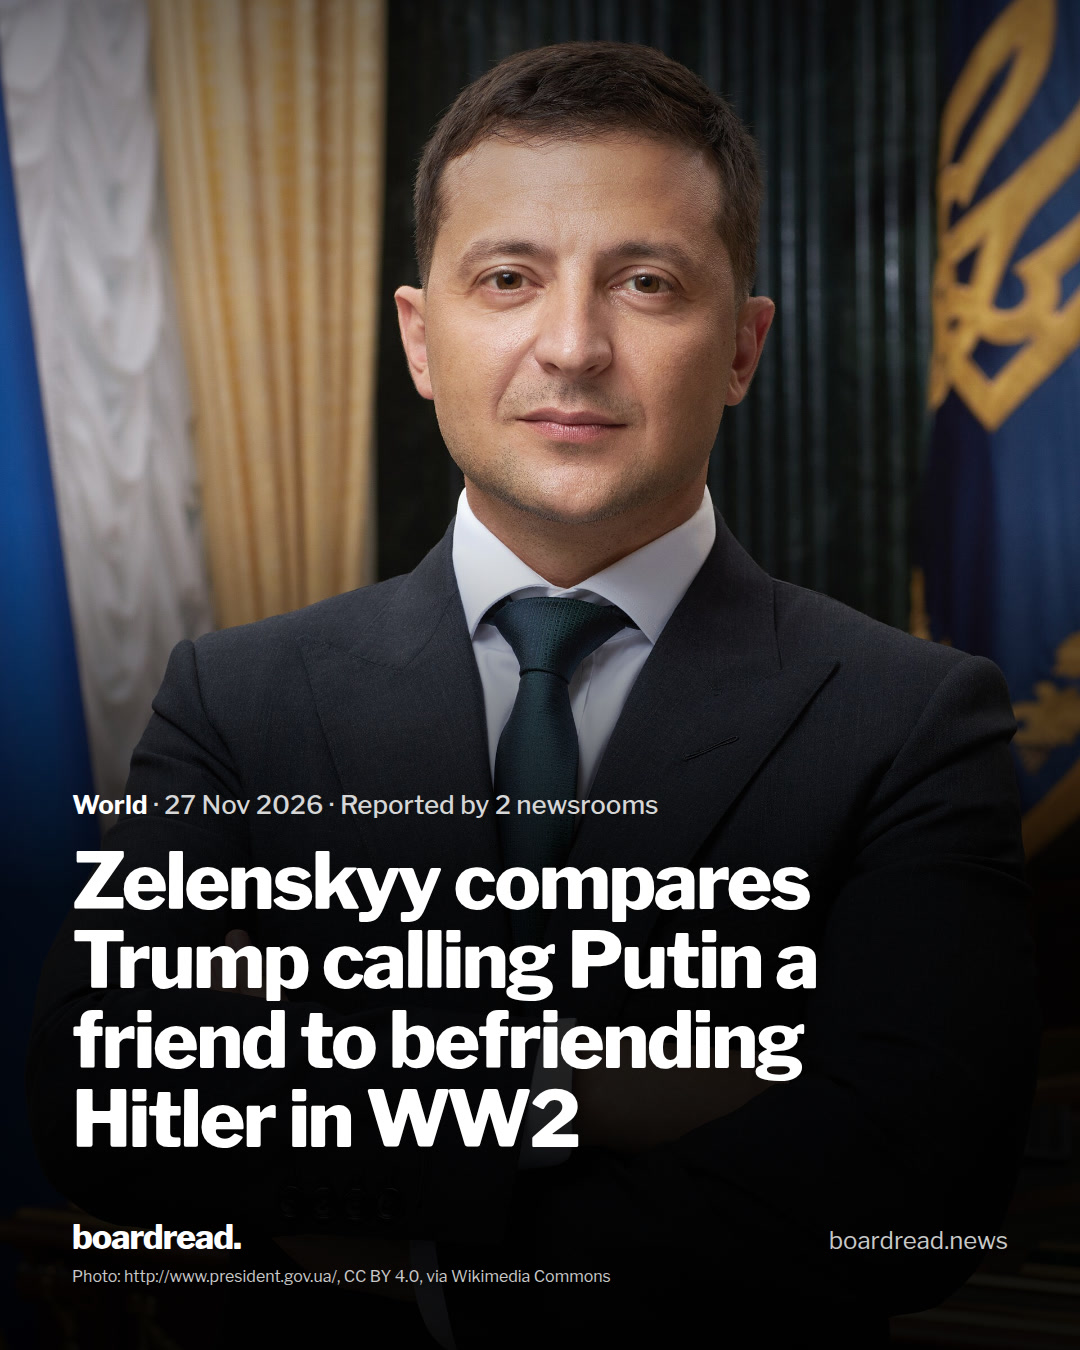 World · 27 Nov 2026 · Reported by 2 newsrooms
Zelenskyy compares
Trump calling Putin a
friend to befriending
Hitler in WW2
boardread.
boardread.news
Photo: http://www.president.gov.ua/, CC BY 4.0, via Wikimedia Commons